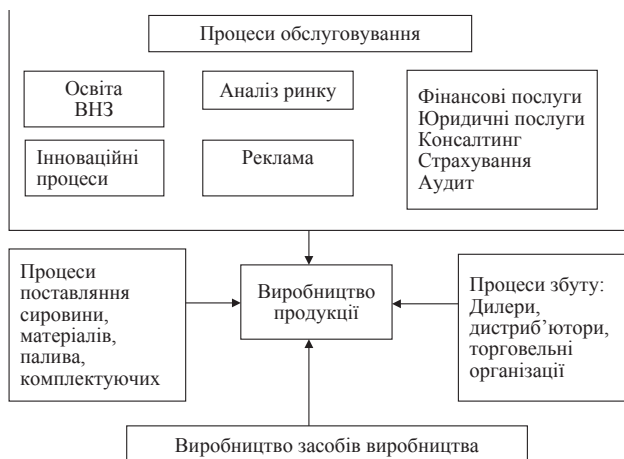 Процеси обслуговування
Освіта
ВНЗ
Аналіз ринку
Фінансові послуги
Юридичні послуги
Консалтинг
Страхування
Аудит
Інноваційні
процеси
Реклама
Процеси
поставляння
сировини,
матеріалів,
палива,
комплектуючих
Виробництво
продукції
Процеси збуту:
Дилери,
дистриб’ютори,
торговельні
організації
Виробництво засобів виробництва